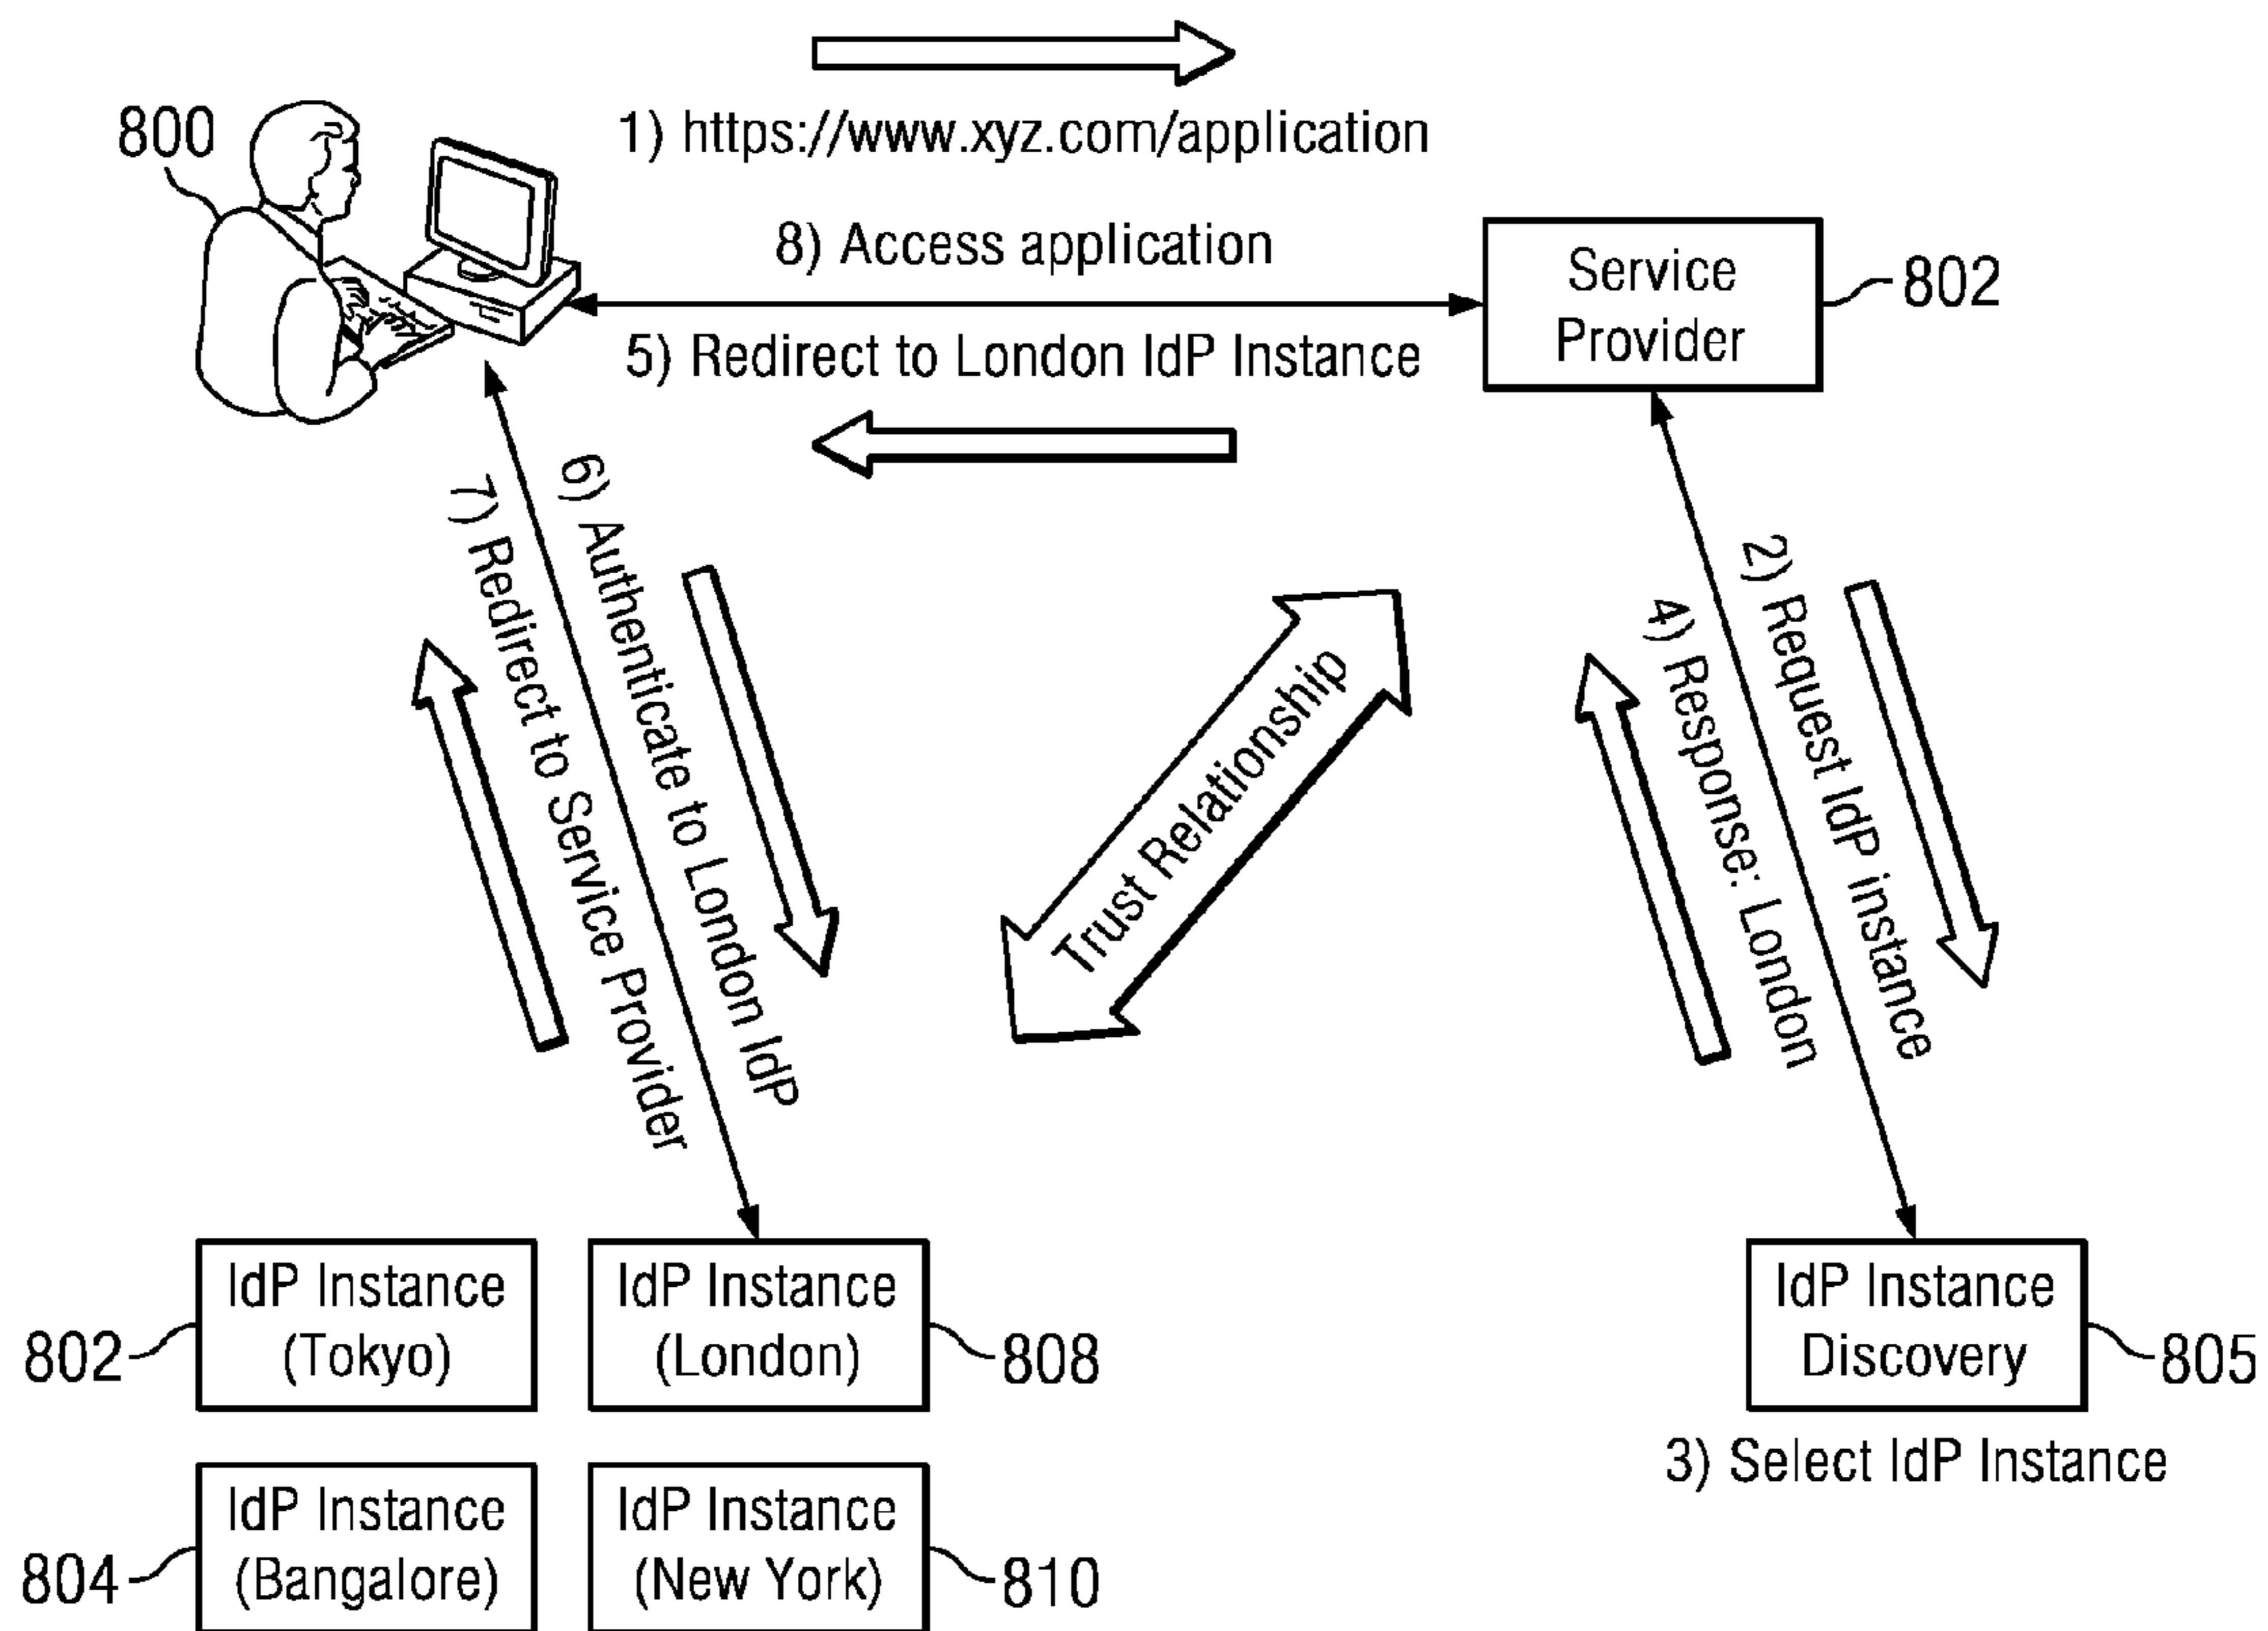 800
1) https://www.xyz.com/application
8) Access application
5) Redirect to London IdP Instance
Service
Provider
802
7) Redirect to Service Provider
6) Authenticate to London IdP
Trust Relationship
4) Response: London
2) Request IdP instance
IdP Instance
(Tokyo)
802
IdP Instance
(London)
808
IdP Instance
Discovery
805
3) Select IdP Instance
IdP Instance
(Bangalore)
804
IdP Instance
(New York)
810